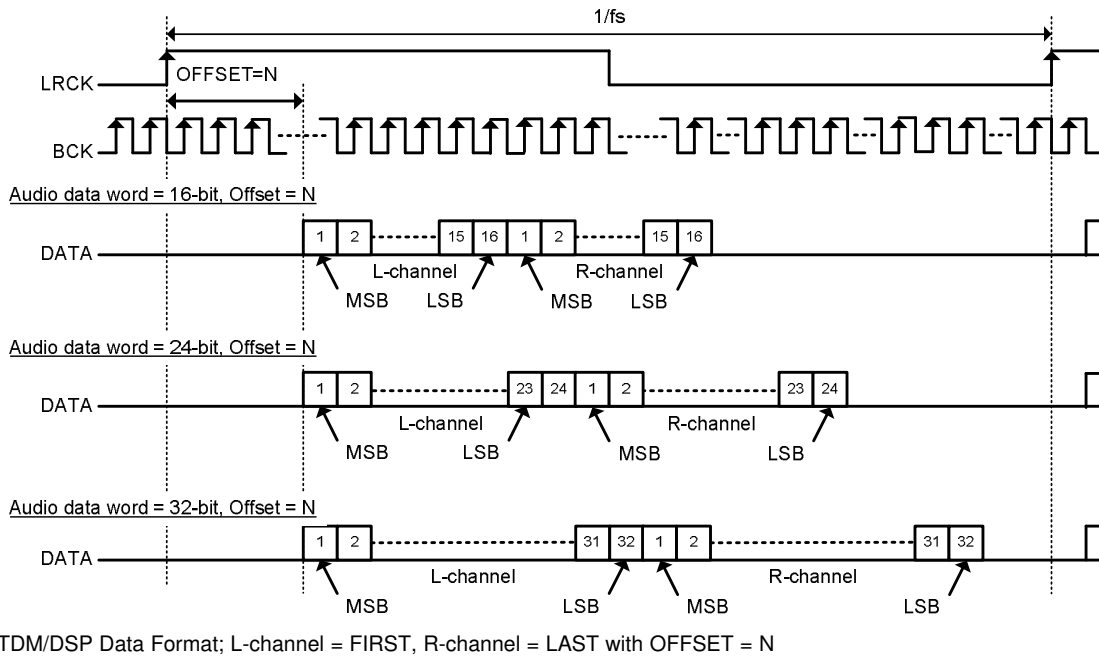 1/fs
OFFSET=N
LRCK
BCK
Audio data word = 16-bit, Offset = N
1 2 15 16 1 2 15 16
DATA
L-channel R-channel
MSB LSB MSB LSB
Audio data word = 24-bit, Offset = N
1 2 23 24 1 2 23 24
DATA
L-channel R-channel
MSB LSB MSB LSB
Audio data word = 32-bit, Offset = N
1 2 31 32 1 2 31 32
DATA
L-channel R-channel
MSB LSB MSB LSB
TDM/DSP Data Format; L-channel = FIRST, R-channel = LAST with OFFSET = N